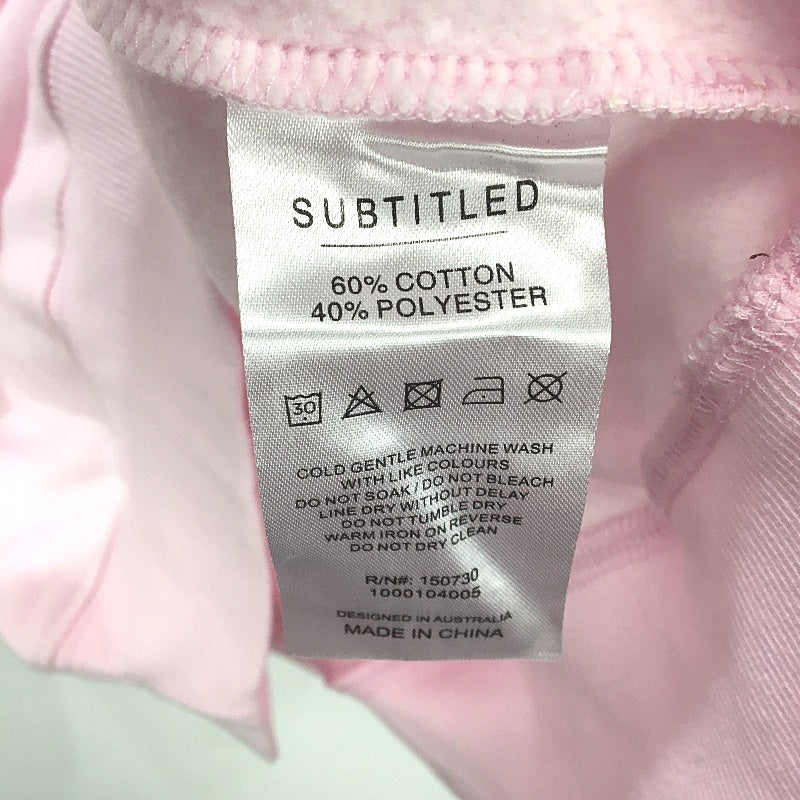 SUBTITLED
60% COTTON
40% POLYESTER
30
COLD GENTLE MACHINE WASH
WITH LIKE COLOURS
DO NOT SOAK / DO NOT BLEACH
LINE DRY WITHOUT DELAY
DO NOT TUMBLE DRY
WARM IRON ON REVERSE
DO NOT DRY CLEAN
R/N#: 150730
1000104005
DESIGNED IN AUSTRALIA
MADE IN CHINA